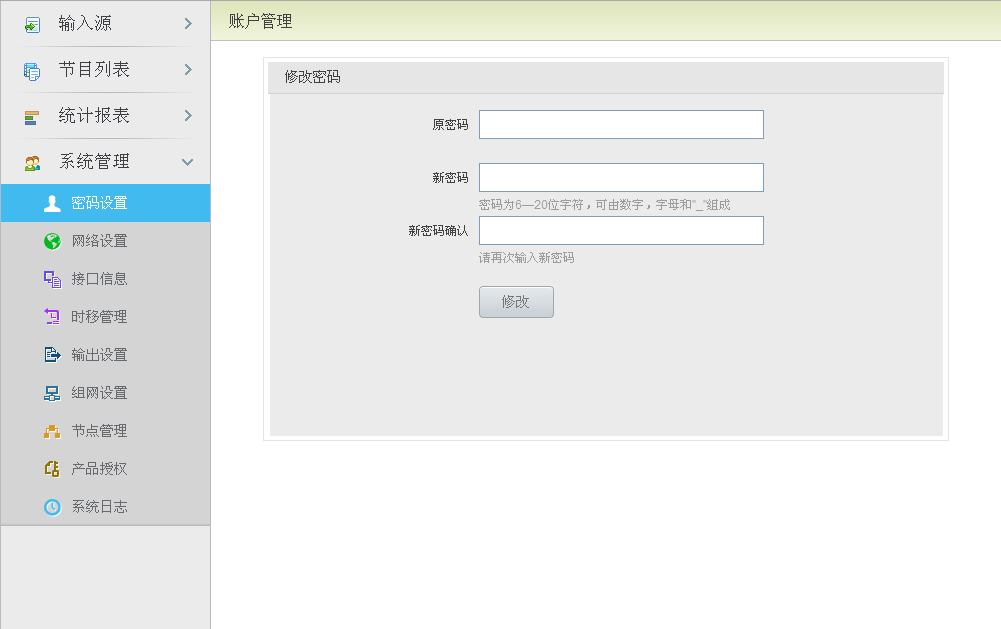 输入源
节目列表
统计报表
系统管理
密码设置
网络设置
接口信息
时移管理
输出设置
组网设置
节点管理
产品授权
系统日志
账户管理
修改密码
原密码
新密码
密码为6—20位字符，可由数字，字母和"_"组成
新密码确认
请再次输入新密码
修改